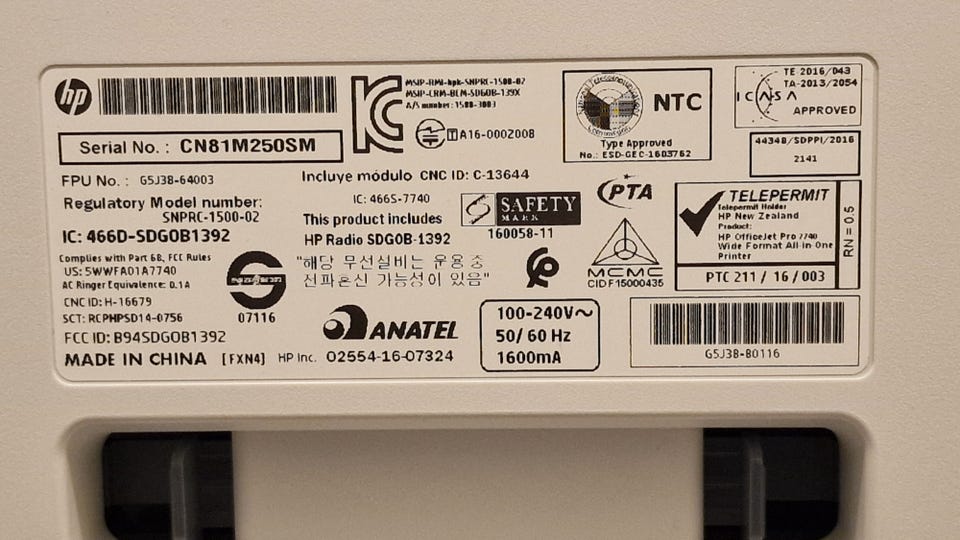 hp
Serial No. : CN81M250SM
FPU No. : G5J38-64003
Regulatory Model number:
SNPRC-1500-02
IC: 466D-SDGOB1392
Complies with Part 68, FCC Rules
US: 5WWFA01A7740
AC Ringer Equivalence: 0.1A
CNC ID: H-16679
SCT: RCPHPSD14-0756
FCC ID: B94SDGOB1392
MADE IN CHINA [FXN4] HP Inc.
07116
MSIP-RMI-hpk-SNPRC-1500-02
MSIP-CRM-BLM-SDGOB-139X
A/S number: 1588-3003
T A16-0002008
Incluye módulo CNC ID: C-13644
IC: 466S-7740
This product includes
HP Radio SDGOB-1392
"해당 무선설비는 운용 중
전파혼신 가능성이 있음"
ANATEL
02554-16-07324
SAFETY
MARK
160058-11
100-240V~
50/60 Hz
1600mA
NTC
Type Approved
No.: ESD-GEC-1603762
PTA
MCMC
CIDF15000435
TE 2016/043
TA-2013/2054
ICASA
APPROVED
44348/SDPPI/2016
2141
TELEPERMIT
Telepermit Holder
HP New Zealand
Product:
HP OfficeJet Pro 7740
Wide Format All-in-One
Printer
RN = 0.5
PTC 211 / 16 / 003
G5J38-80116